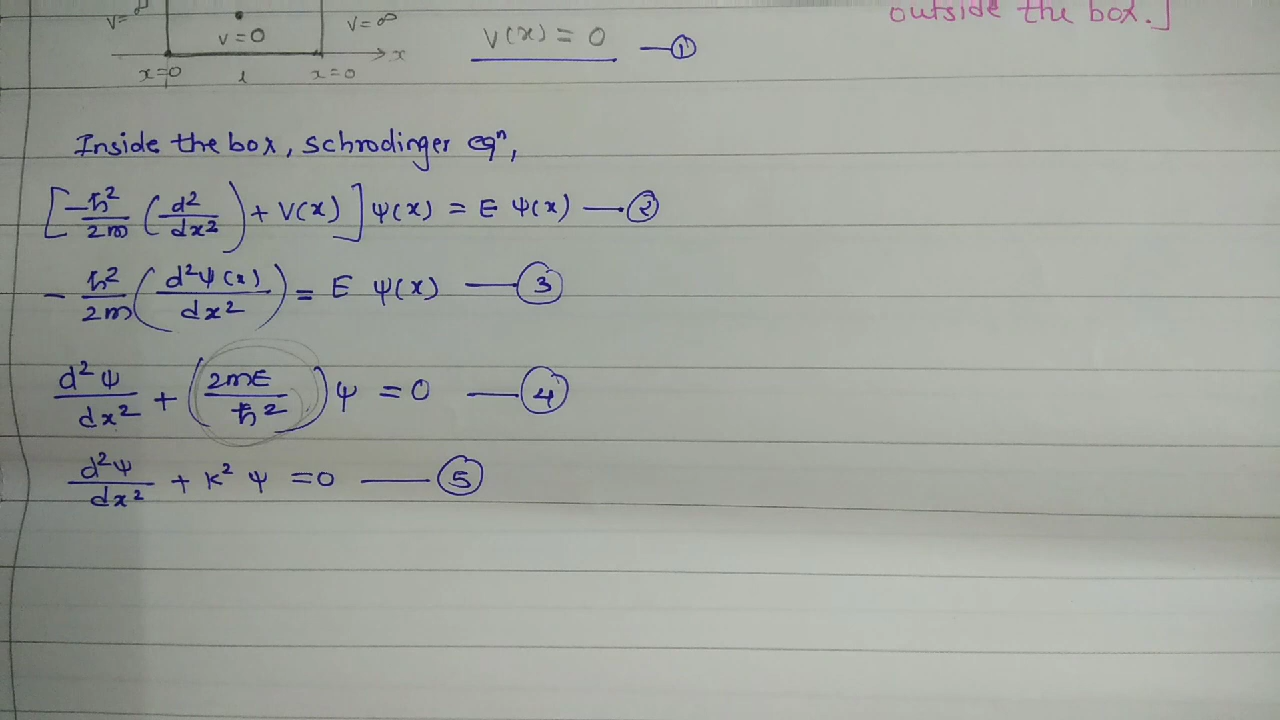 outside the box.]
V=∞ V=0 V=∞
V(x) = 0 —①
x=0 l x=0 x
Inside the box, schrodinger eqⁿ,
[-ℏ²/2m (d²/dx²) + V(x)] ψ(x) = E ψ(x) —②
- ℏ²/2m (d²ψ(x)/dx²) = E ψ(x) —③
d²ψ/dx² + (2mE/ℏ²) ψ = 0 —④
d²ψ/dx² + k² ψ = 0 —⑤